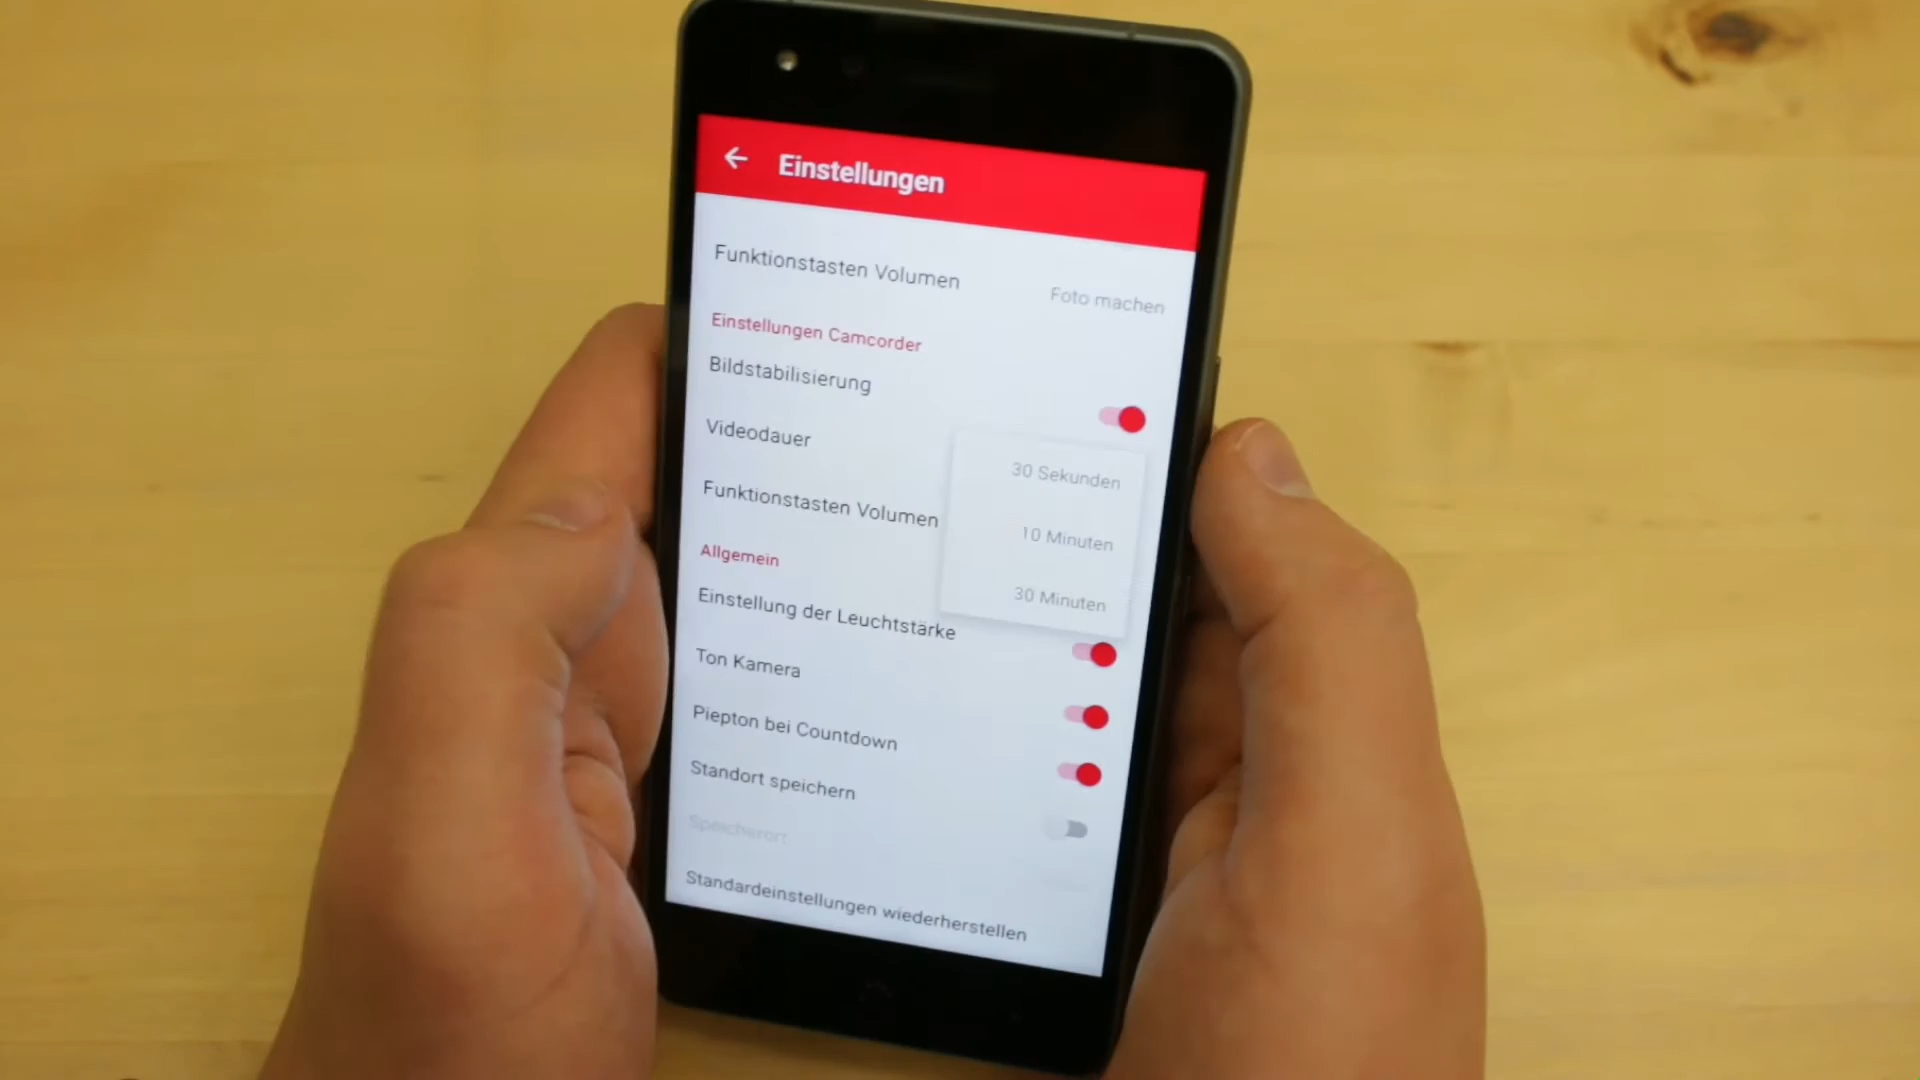 Einstellungen
Funktionstasten Volumen
Foto machen
Einstellungen Camcorder
Bildstabilisierung
Videodauer
30 Sekunden
Funktionstasten Volumen
10 Minuten
Allgemein
30 Minuten
Einstellung der Leuchtstärke
Ton Kamera
Piepton bei Countdown
Standort speichern
Speicherort
Standardeinstellungen wiederherstellen